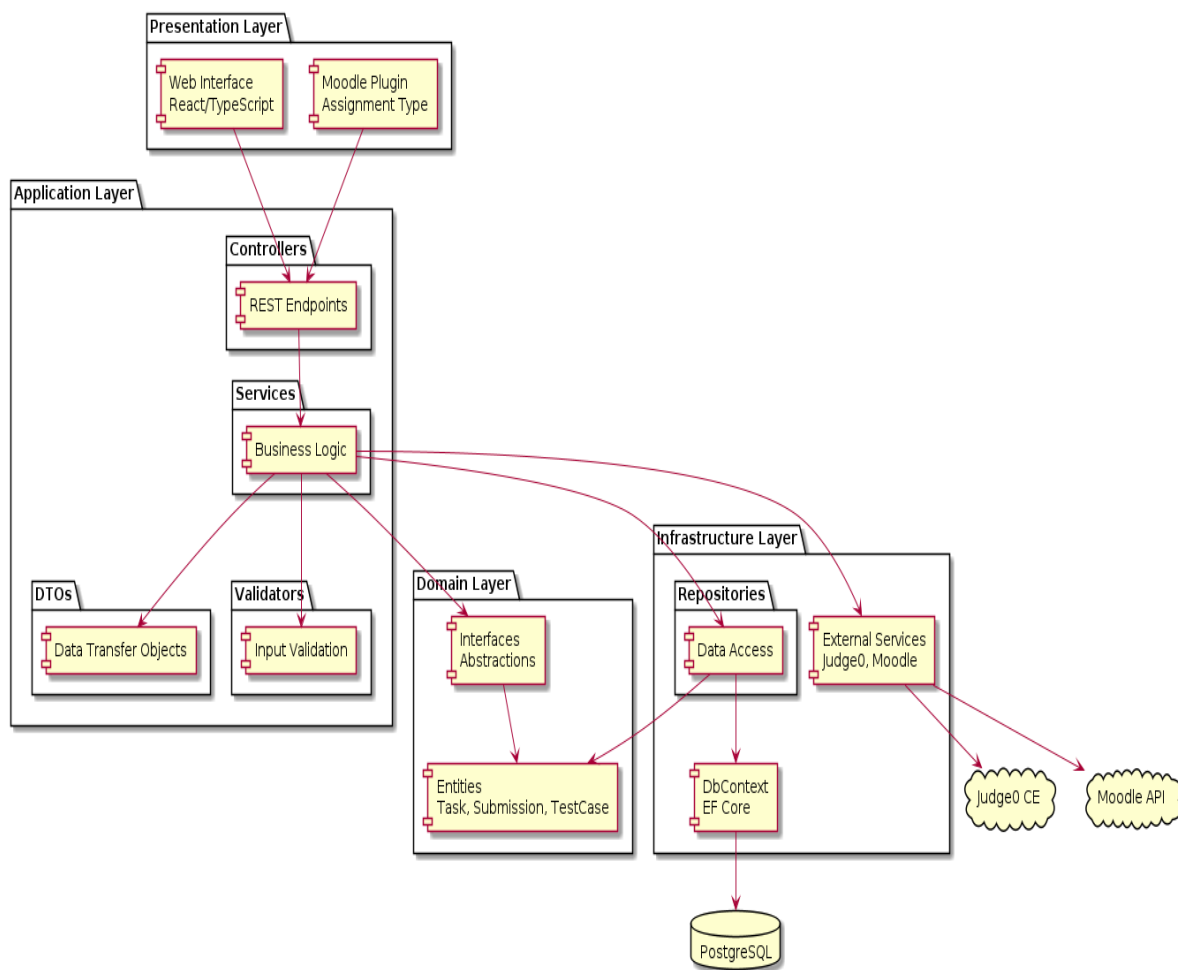 Presentation Layer
Web Interface
React/TypeScript
Moodle Plugin
Assignment Type
Application Layer
Controllers
REST Endpoints
Services
Business Logic
DTOs
Data Transfer Objects
Validators
Input Validation
Domain Layer
Interfaces
Abstractions
Entities
Task, Submission, TestCase
Infrastructure Layer
Repositories
Data Access
External Services
Judge0, Moodle
DbContext
EF Core
Judge0 CE
Moodle API
PostgreSQL